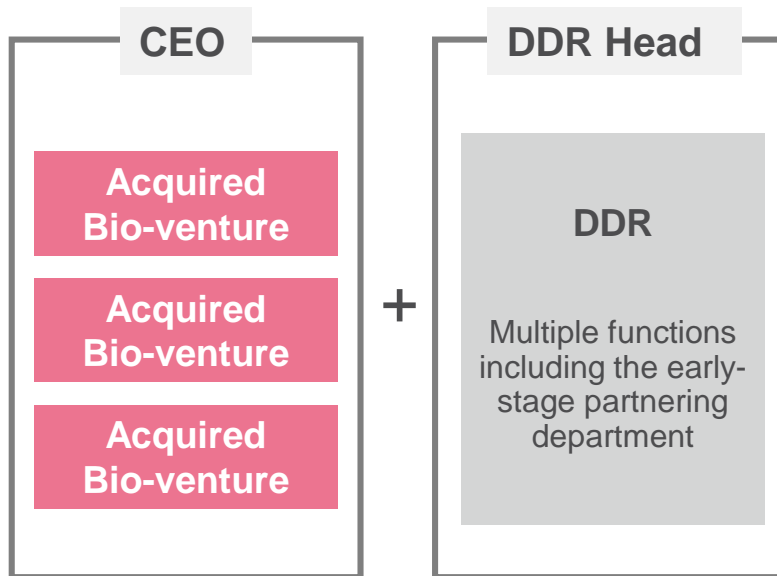 CEO
Acquired
Bio-venture
Acquired
Bio-venture
Acquired
Bio-venture
+
DDR Head
DDR
Multiple functions
including the early-
stage partnering
department